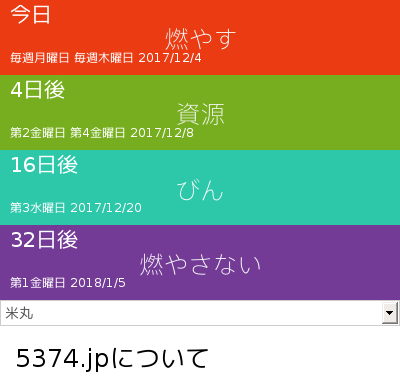 今日
燃やす
毎週月曜日 毎週木曜日 2017/12/4
4日後
資源
第2金曜日 第4金曜日 2017/12/8
16日後
びん
第3水曜日 2017/12/20
32日後
燃やさない
第1金曜日 2018/1/5
米丸
5374.jpについて